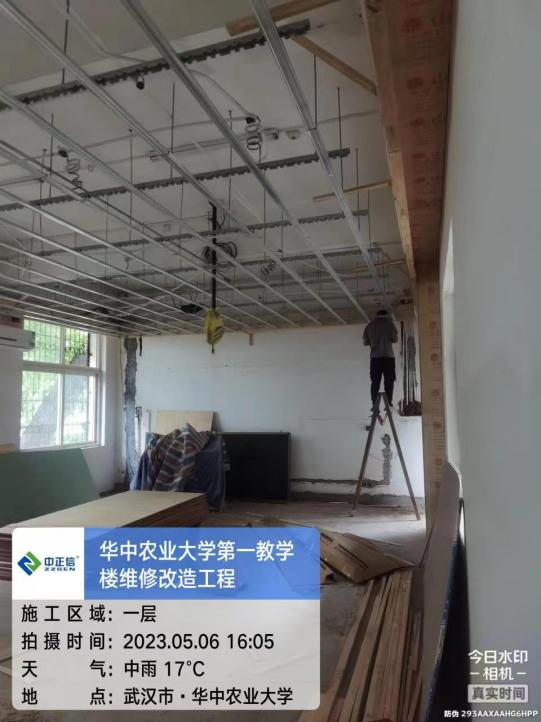 中正信
ZZSEN
华中农业大学第一教学
楼维修改造工程
施工区域：一层
拍摄时间：2023.05.06 16:05
天　　气：中雨 17°C
地　　点：武汉市·华中农业大学
今日水印
-相机-
真实时间
防伪 293AAXAAHG6HPP